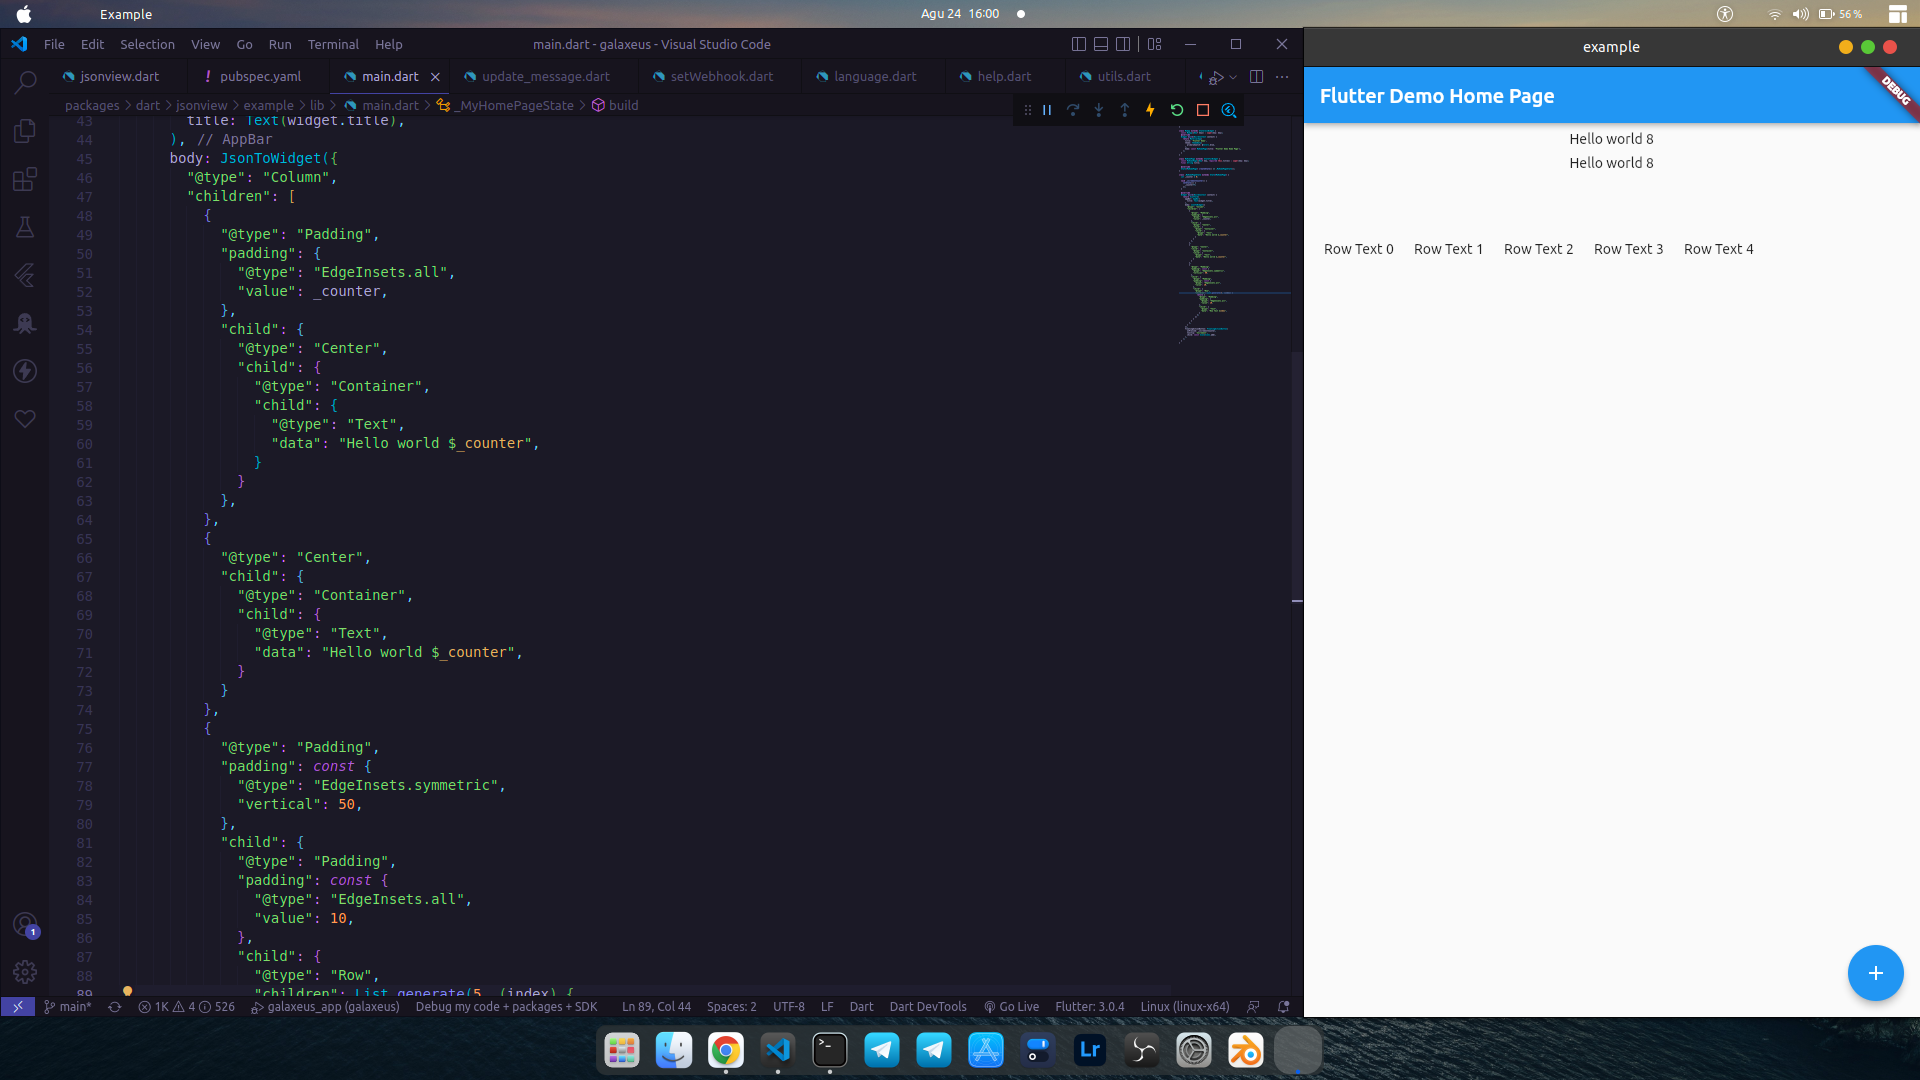 Example
Agu 24 16:00
56 %
File Edit Selection View Go Run Terminal Help
main.dart - galaxeus - Visual Studio Code
jsonview.dart
! pubspec.yaml
main.dart
update_message.dart
setWebhook.dart
language.dart
help.dart
utils.dart
packages > dart > jsonview > example > lib > main.dart > _MyHomePageState > build
43 title: Text(widget.title),
44 ), // AppBar
45 body: JsonToWidget({
46 "@type": "Column",
47 "children": [
48 {
49 "@type": "Padding",
50 "padding": {
51 "@type": "EdgeInsets.all",
52 "value": _counter,
53 },
54 "child": {
55 "@type": "Center",
56 "child": {
57 "@type": "Container",
58 "child": {
59 "@type": "Text",
60 "data": "Hello world $_counter",
61 }
62 }
63 },
64 },
65 {
66 "@type": "Center",
67 "child": {
68 "@type": "Container",
69 "child": {
70 "@type": "Text",
71 "data": "Hello world $_counter",
72 }
73 }
74 },
75 {
76 "@type": "Padding",
77 "padding": const {
78 "@type": "EdgeInsets.symmetric",
79 "vertical": 50,
80 },
81 "child": {
82 "@type": "Padding",
83 "padding": const {
84 "@type": "EdgeInsets.all",
85 "value": 10,
86 },
87 "child": {
88 "@type": "Row",
89 "children": List.generate(5, (index) {
1
main* 1K 4 526 galaxeus_app (galaxeus) Debug my code + packages + SDK Ln 89, Col 44 Spaces: 2 UTF-8 LF Dart Dart DevTools Go Live Flutter: 3.0.4 Linux (linux-x64)
example
Flutter Demo Home Page
DEBUG
Hello world 8
Hello world 8
Row Text 0 Row Text 1 Row Text 2 Row Text 3 Row Text 4
+
>_
Lr